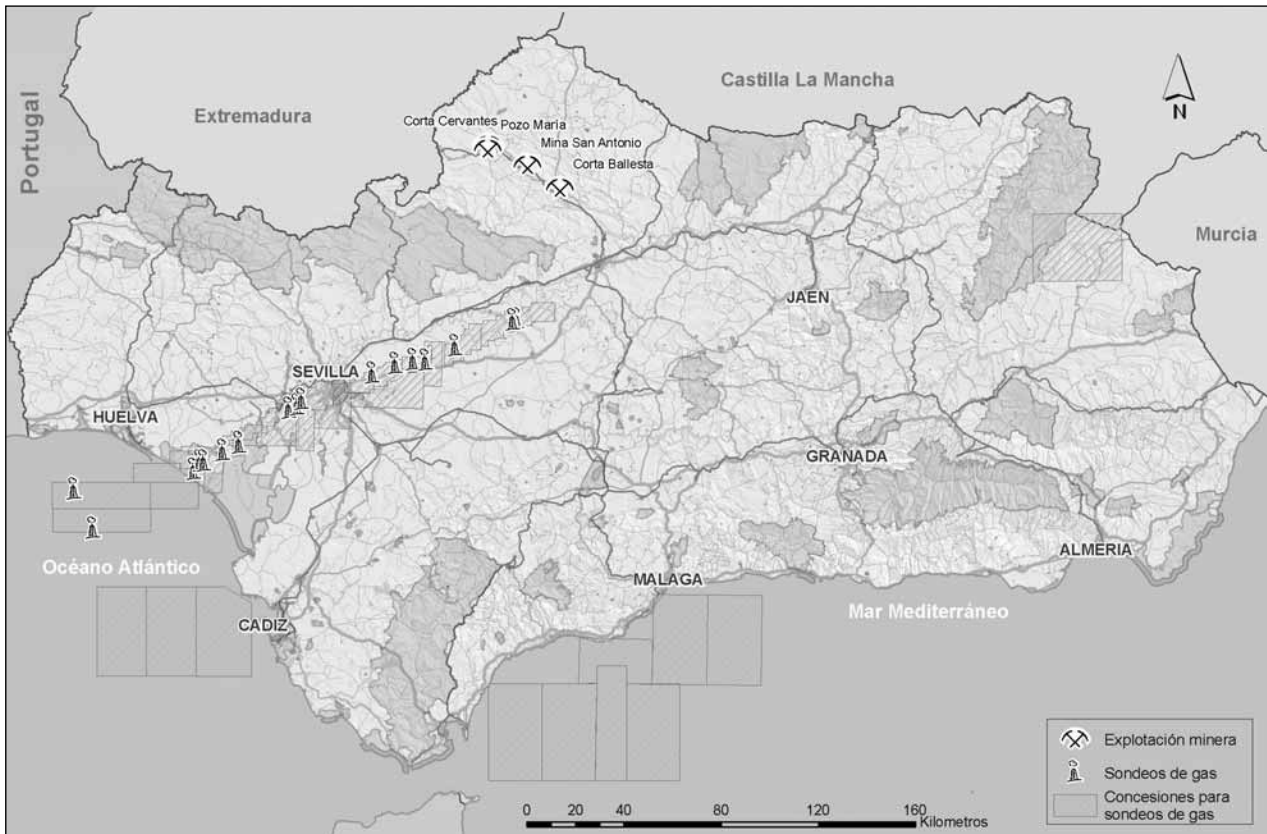 Castilla La Mancha
Extremadura
Portugal
N
Corta Cervantes
Pozo María
Mina San Antonio
Corta Ballesta
Murcia
JAEN
SEVILLA
HUELVA
GRANADA
ALMERIA
Océano Atlántico
MALAGA
Mar Mediterráneo
CADIZ
Explotación minera
Sondeos de gas
Concesiones para
sondeos de gas
0 20 40 80 120 160
Kilometros